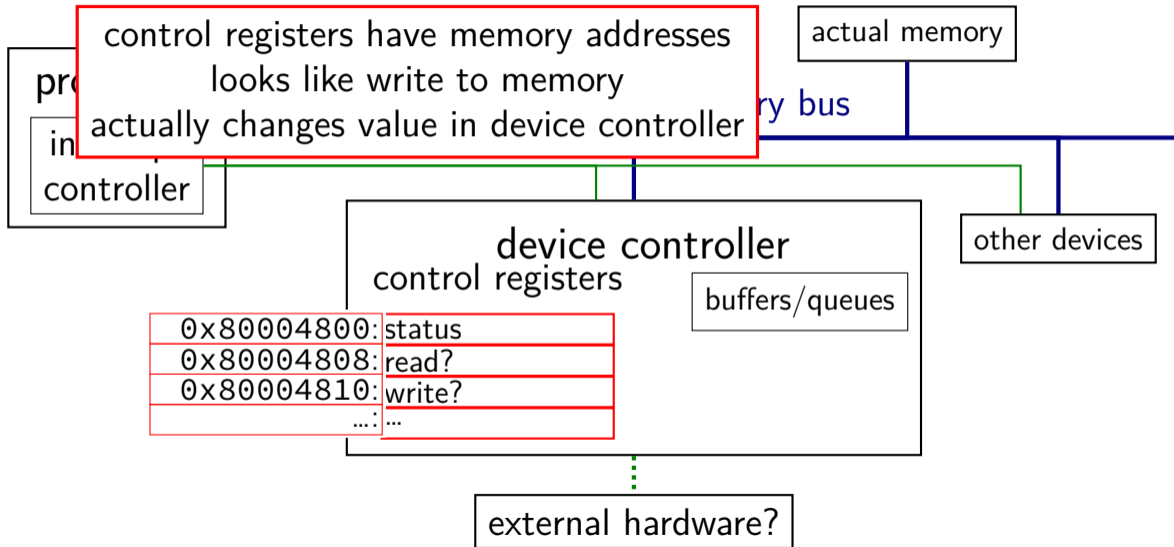 control registers have memory addresses
looks like write to memory
actually changes value in device controller
actual memory
bus
controller
device controller
control registers
other devices
buffers/queues
0x80004800: status
0x80004808: read?
0x80004810: write?
…: …
external hardware?